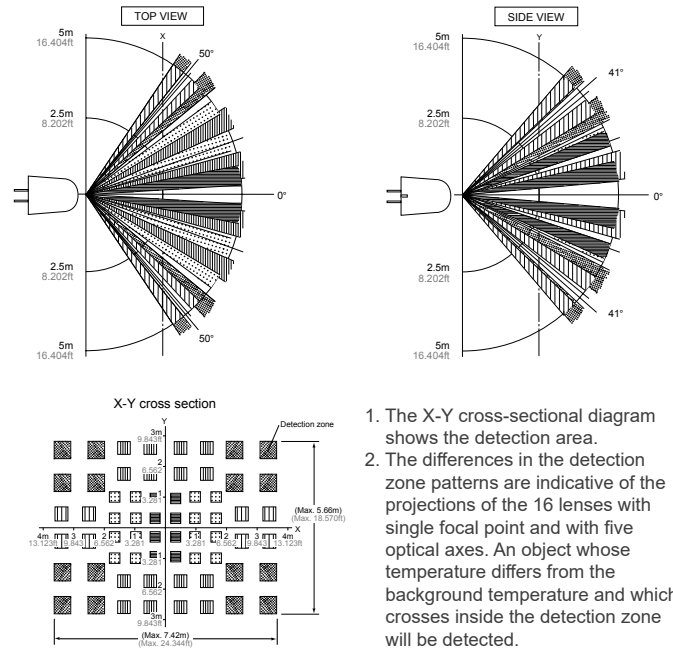 TOP VIEW
5m
16.404ft
X
50°
2.5m
8.202ft
0°
2.5m
8.202ft
5m
16.404ft
50°
SIDE VIEW
5m
16.404ft
Y
41°
2.5m
8.202ft
0°
2.5m
8.202ft
5m
16.404ft
41°
X-Y cross section
Y
Detection zone
3m
9.843ft
2
6.562
1
3.281
(Max. 5.66m)
(Max. 18.570ft)
X
4m 3 2 1 1 2 3 4m
13.123ft 9.843 6.562 3.281 3.281 6.562 9.843 13.123ft
1
3.281
2
6.562
3m
9.843ft
(Max. 7.42m)
(Max. 24.344ft)
1. The X-Y cross-sectional diagram
shows the detection area.
2. The differences in the detection
zone patterns are indicative of the
projections of the 16 lenses with
single focal point and with five
optical axes. An object whose
temperature differs from the
background temperature and which
crosses inside the detection zone
will be detected.